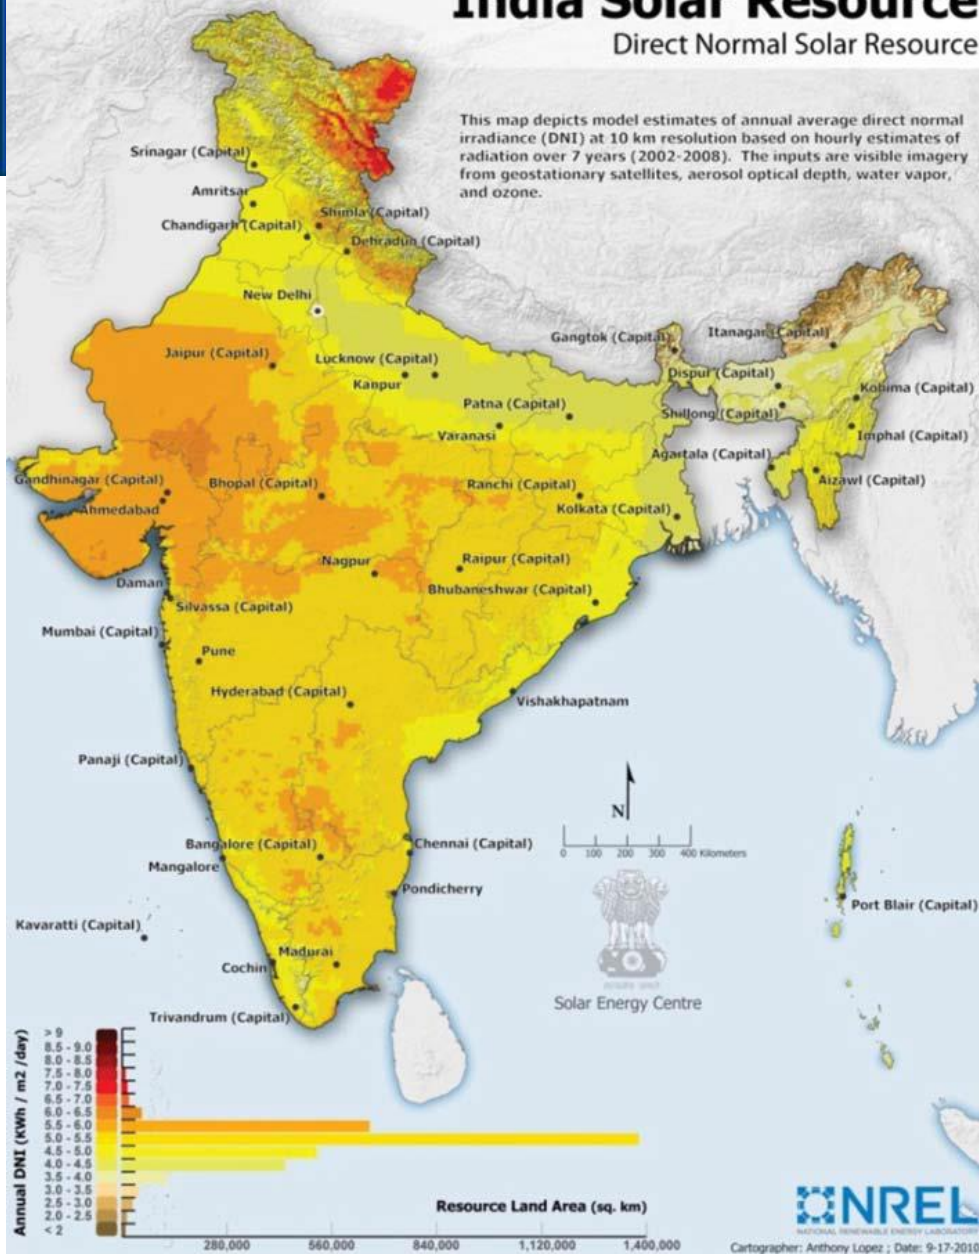 India Solar Resource
Direct Normal Solar Resource
This map depicts model estimates of annual average direct normal
irradiance (DNI) at 10 km resolution based on hourly estimates of
radiation over 7 years (2002-2008). The inputs are visible imagery
from geostationary satellites, aerosol optical depth, water vapor,
and ozone.
Srinagar (Capital)
Amritsar
Shimla (Capital)
Chandigarh (Capital)
Dehradun (Capital)
New Delhi
Gangtok (Capital)
Itanagar (Capital)
Jaipur (Capital)
Lucknow (Capital)
Kanpur
Dispur (Capital)
Kohima (Capital)
Patna (Capital)
Shillong (Capital)
Varanasi
Imphal (Capital)
Agartala (Capital)
Gandhinagar (Capital)
Bhopal (Capital)
Ranchi (Capital)
Aizawl (Capital)
Ahmedabad
Kolkata (Capital)
Nagpur
Raipur (Capital)
Daman
Bhubaneshwar (Capital)
Silvassa (Capital)
Mumbai (Capital)
Pune
Hyderabad (Capital)
Vishakhapatnam
Panaji (Capital)
N
Bangalore (Capital)
Chennai (Capital)
0 100 200 300 400 Kilometers
Mangalore
Pondicherry
Port Blair (Capital)
Kavaratti (Capital)
Madurai
Cochin
Solar Energy Centre
Trivandrum (Capital)
Annual DNI (KWh / m2 /day)
> 9
8.5 - 9.0
8.0 - 8.5
7.5 - 8.0
7.0 - 7.5
6.5 - 7.0
6.0 - 6.5
5.5 - 6.0
5.0 - 5.5
4.5 - 5.0
4.0 - 4.5
3.5 - 4.0
3.0 - 3.5
2.5 - 3.0
2.0 - 2.5
< 2
Resource Land Area (sq. km)
280,000 560,000 840,000 1,120,000 1,400,000
NREL
NATIONAL RENEWABLE ENERGY LABORATORY
Cartographer: Anthony Lopez ; Date: 9-17-2010